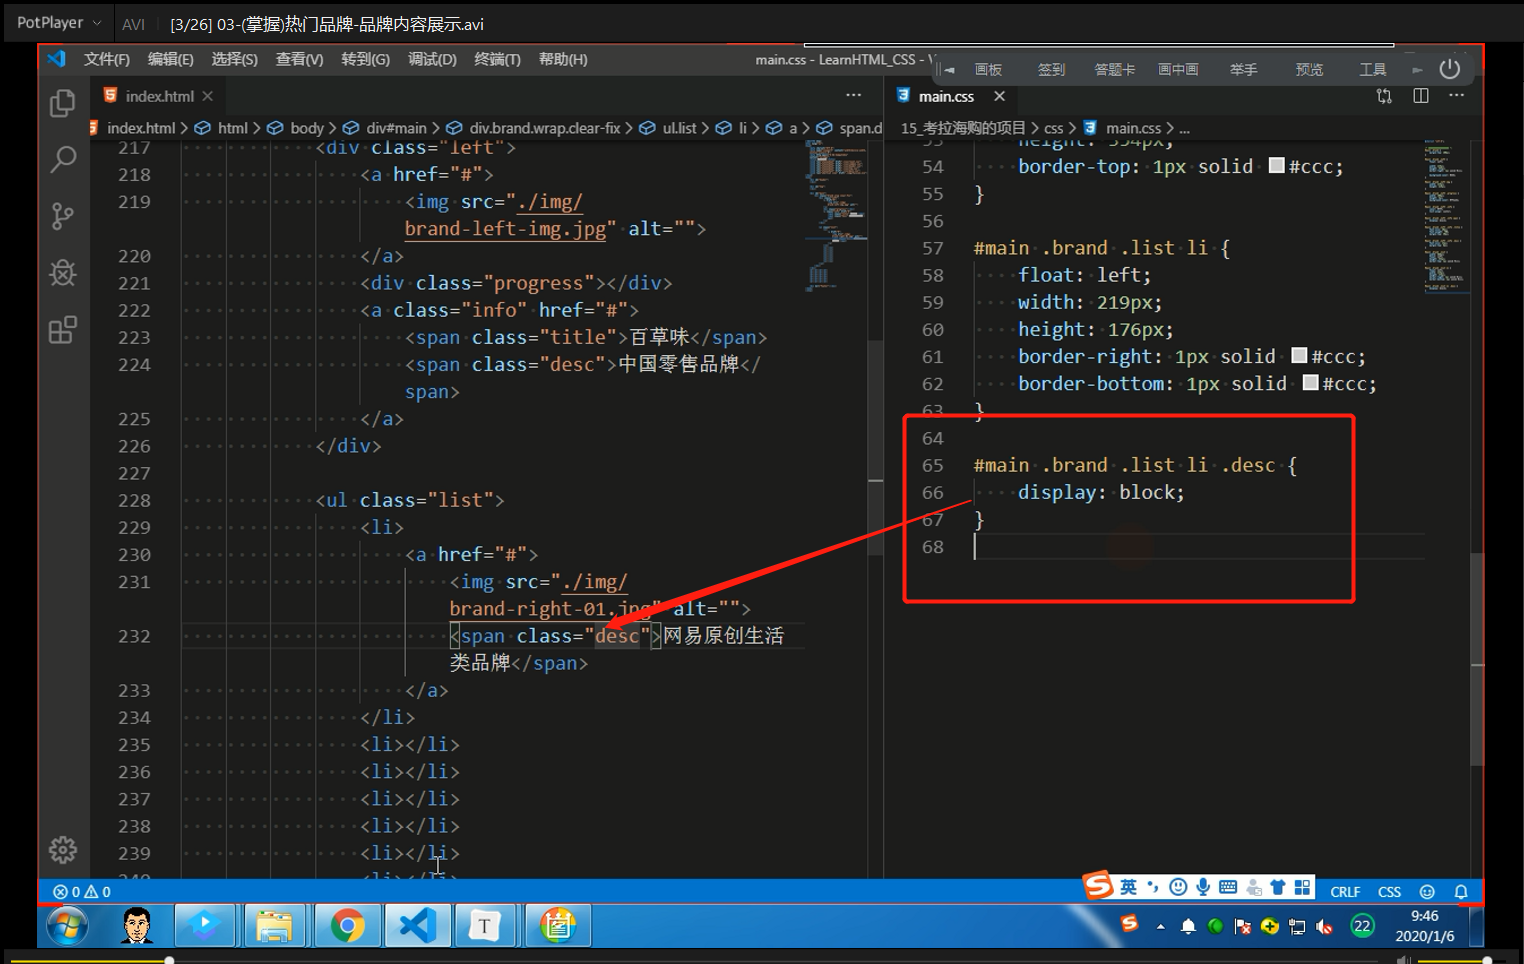 PotPlayer
AVI
[3/26] 03-(掌握)热门品牌-品牌内容展示.avi
文件(F) 编辑(E) 选择(S) 查看(V) 转到(G) 调试(D) 终端(T) 帮助(H)
main.css - LearnHTML_CSS - V
画板 签到 答题卡 画中画 举手 预览 工具
index.html
index.html > html > body > div#main > div.brand.wrap.clear-fix > ul.list > li > a > span.d
217 <div class="left">
218 <a href="#">
219 <img src="./img/
brand-left-img.jpg" alt="">
220 </a>
221 <div class="progress"></div>
222 <a class="info" href="#">
223 <span class="title">百草味</span>
224 <span class="desc">中国零售品牌</
span>
225 </a>
226 </div>
227
228 <ul class="list">
229 <li>
230 <a href="#">
231 <img src="./img/
brand-right-01.jpg" alt="">
232 <span class="desc">网易原创生活
类品牌</span>
233 </a>
234 </li>
235 <li></li>
236 <li></li>
237 <li></li>
238 <li></li>
239 <li></li>
240 <li></li>
main.css
15_考拉海购的项目 > css > main.css > ...
53 height: 354px;
54 border-top: 1px solid #ccc;
55 }
56
57 #main .brand .list li {
58 float: left;
59 width: 219px;
60 height: 176px;
61 border-right: 1px solid #ccc;
62 border-bottom: 1px solid #ccc;
63 }
64
65 #main .brand .list li .desc {
66 display: block;
67 }
68
0 0
英
CRLF CSS
T
22
9:46
2020/1/6